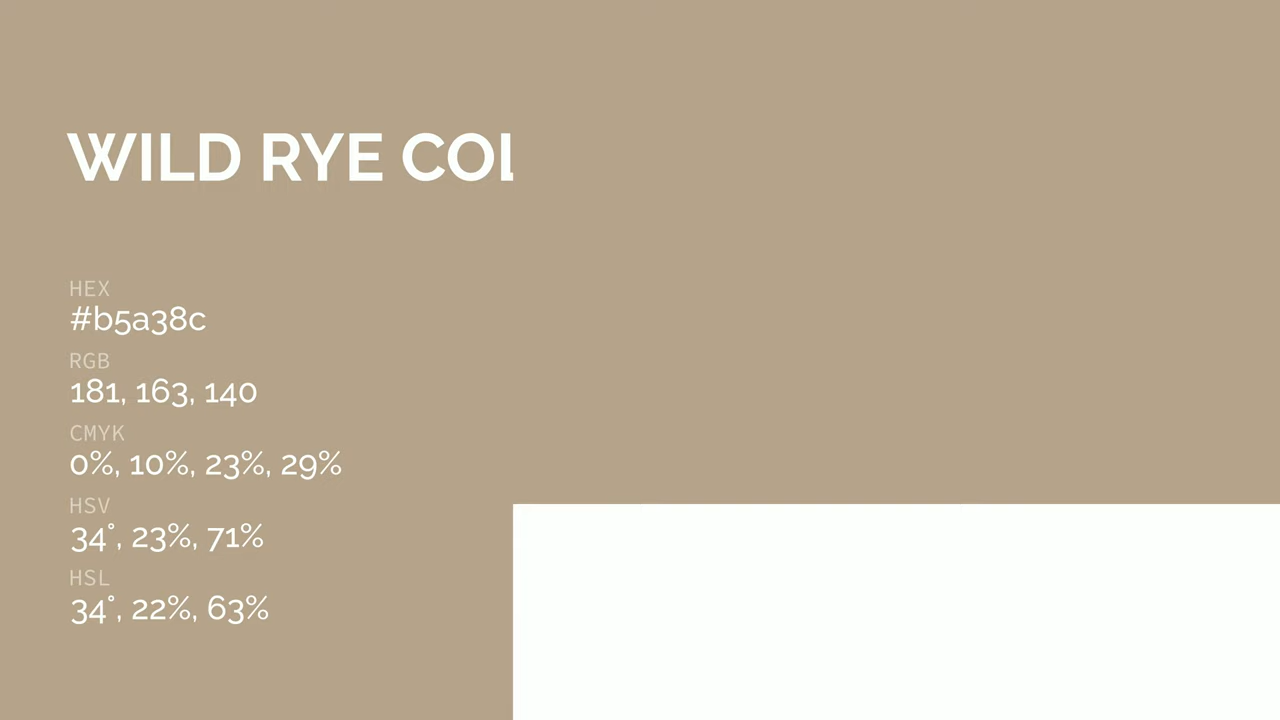 WILD RYE COL
HEX
#b5a38c
RGB
181, 163, 140
CMYK
0%, 10%, 23%, 29%
HSV
34°, 23%, 71%
HSL
34°, 22%, 63%